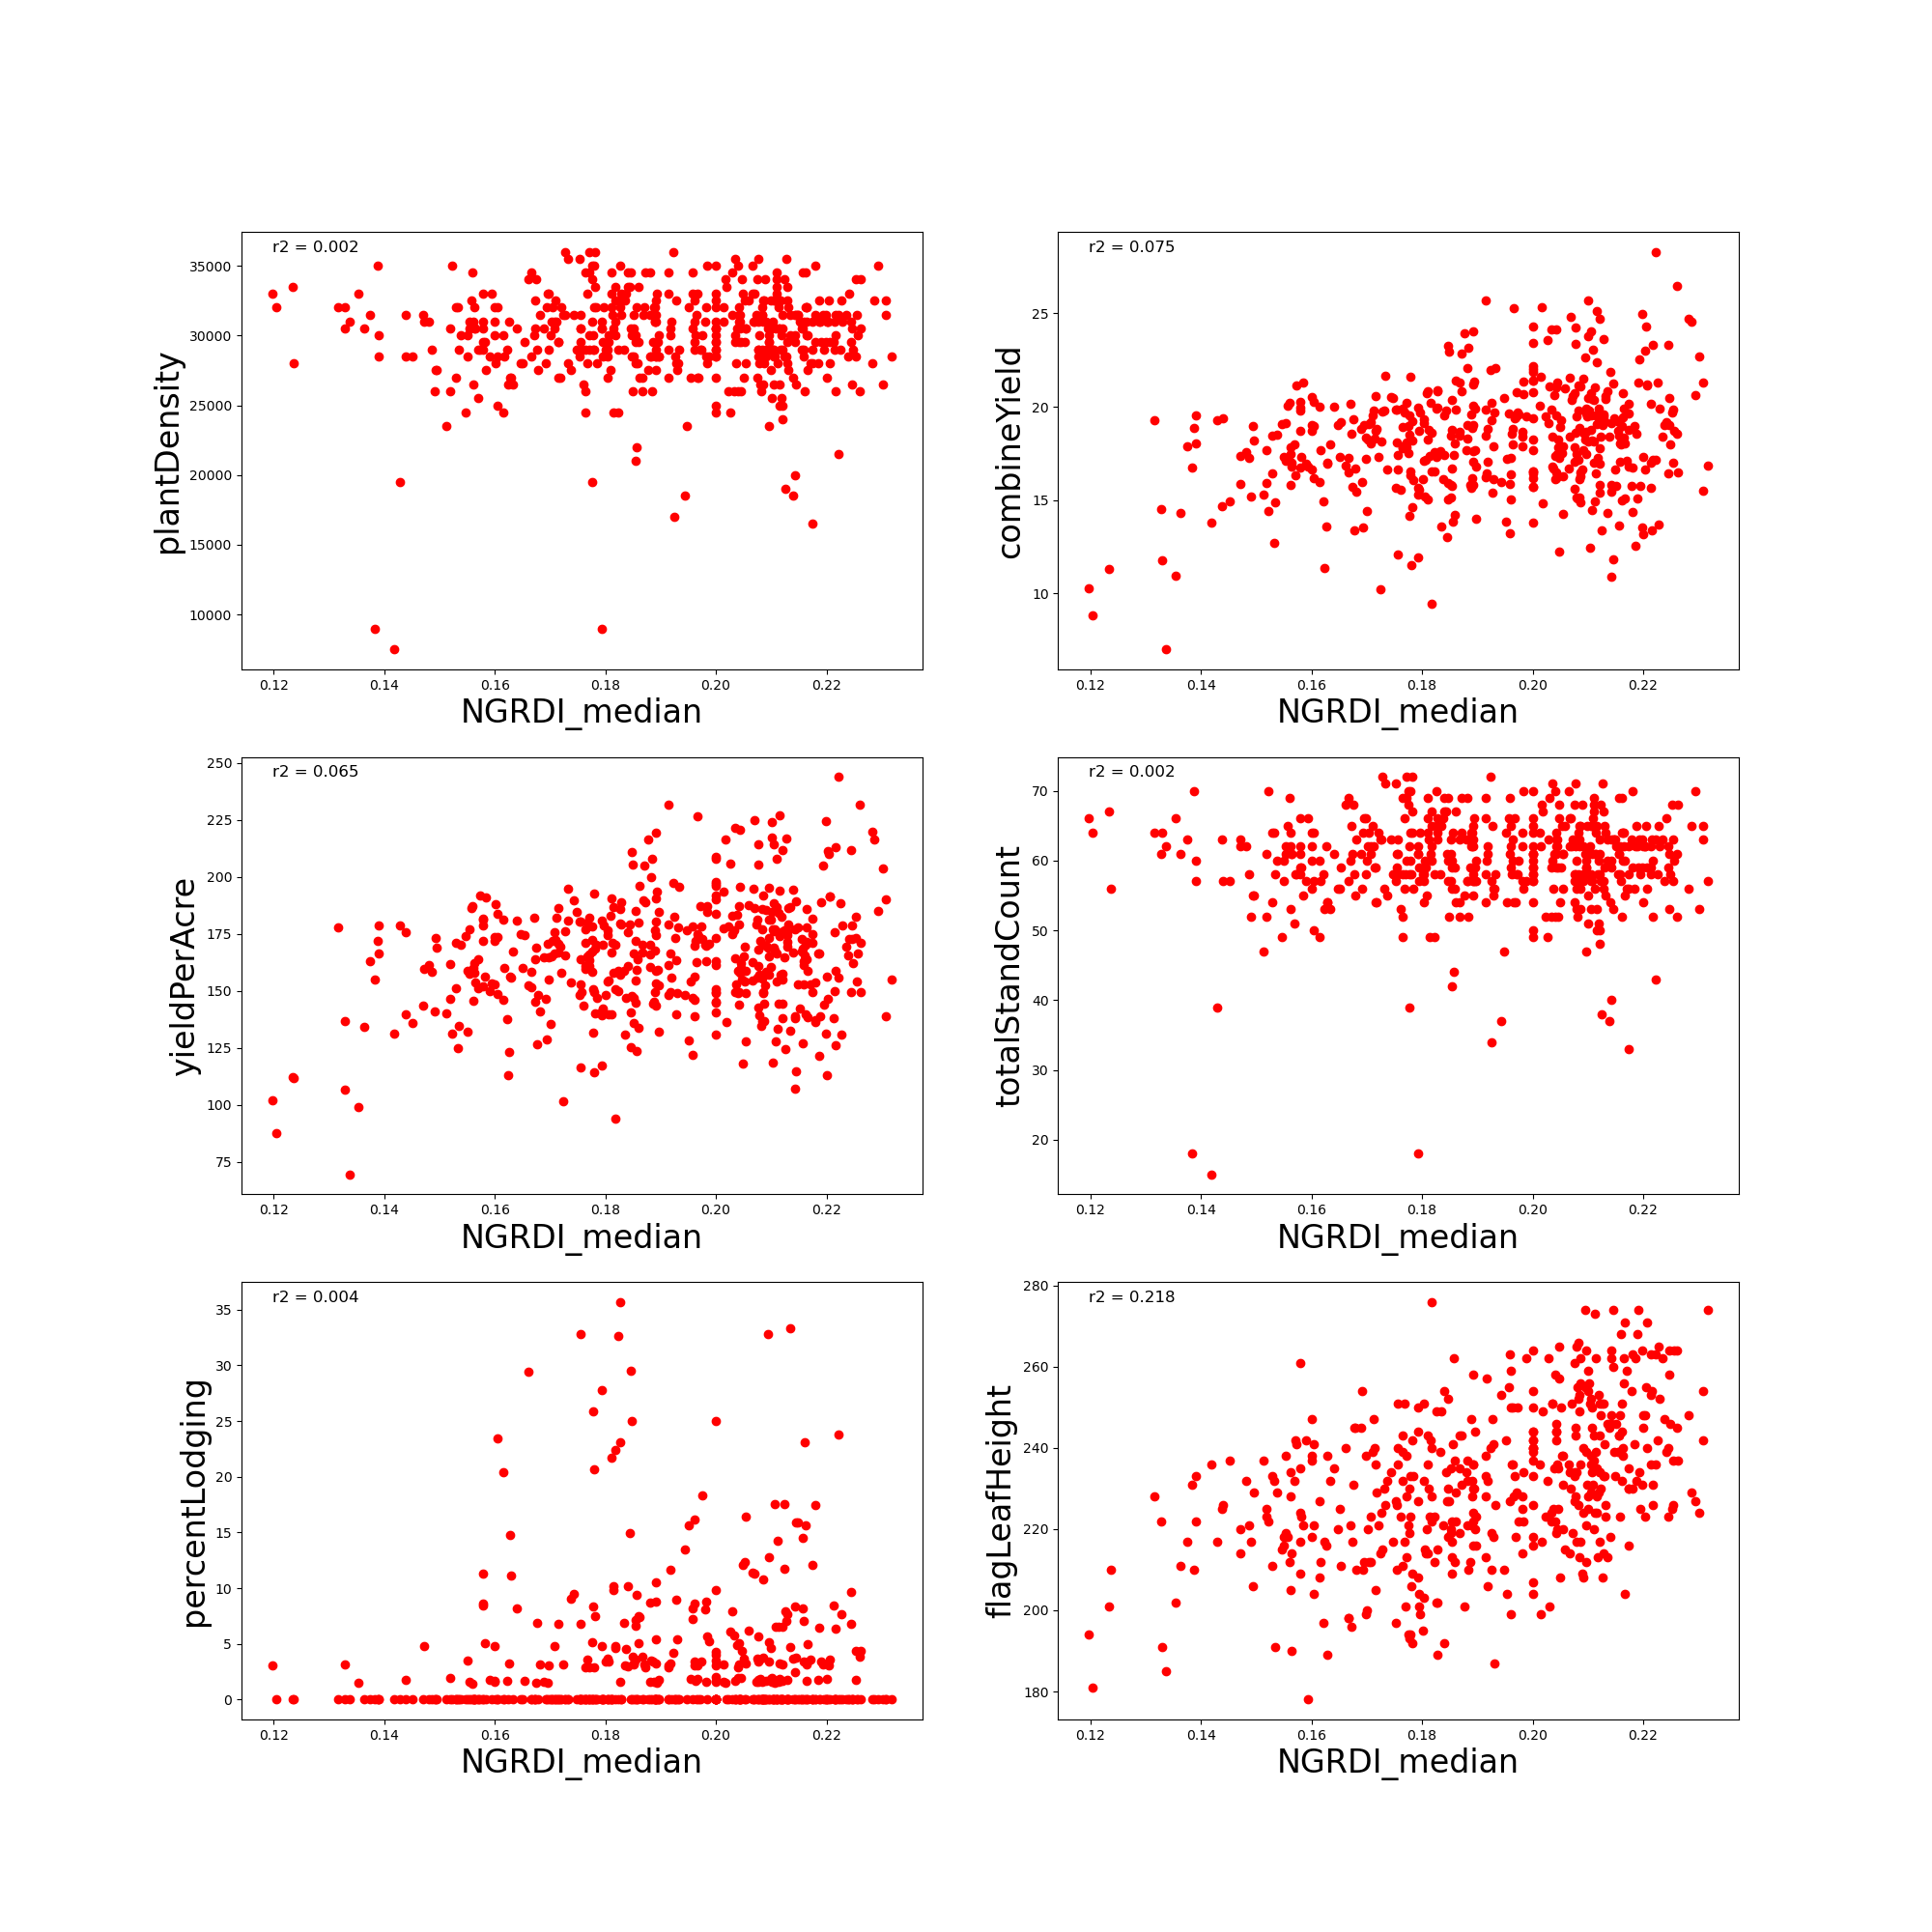 r2 = 0.002
35000
30000
25000
20000
15000
10000
plantDensity
0.12 0.14 0.16 0.18 0.20 0.22
NGRDI_median
r2 = 0.075
25
20
15
10
combineYield
0.12 0.14 0.16 0.18 0.20 0.22
NGRDI_median
r2 = 0.065
250
225
200
175
150
125
100
75
yieldPerAcre
0.12 0.14 0.16 0.18 0.20 0.22
NGRDI_median
r2 = 0.002
70
60
50
40
30
20
totalStandCount
0.12 0.14 0.16 0.18 0.20 0.22
NGRDI_median
r2 = 0.004
35
30
25
20
15
10
5
0
percentLodging
0.12 0.14 0.16 0.18 0.20 0.22
NGRDI_median
r2 = 0.218
280
260
240
220
200
180
flagLeafHeight
0.12 0.14 0.16 0.18 0.20 0.22
NGRDI_median